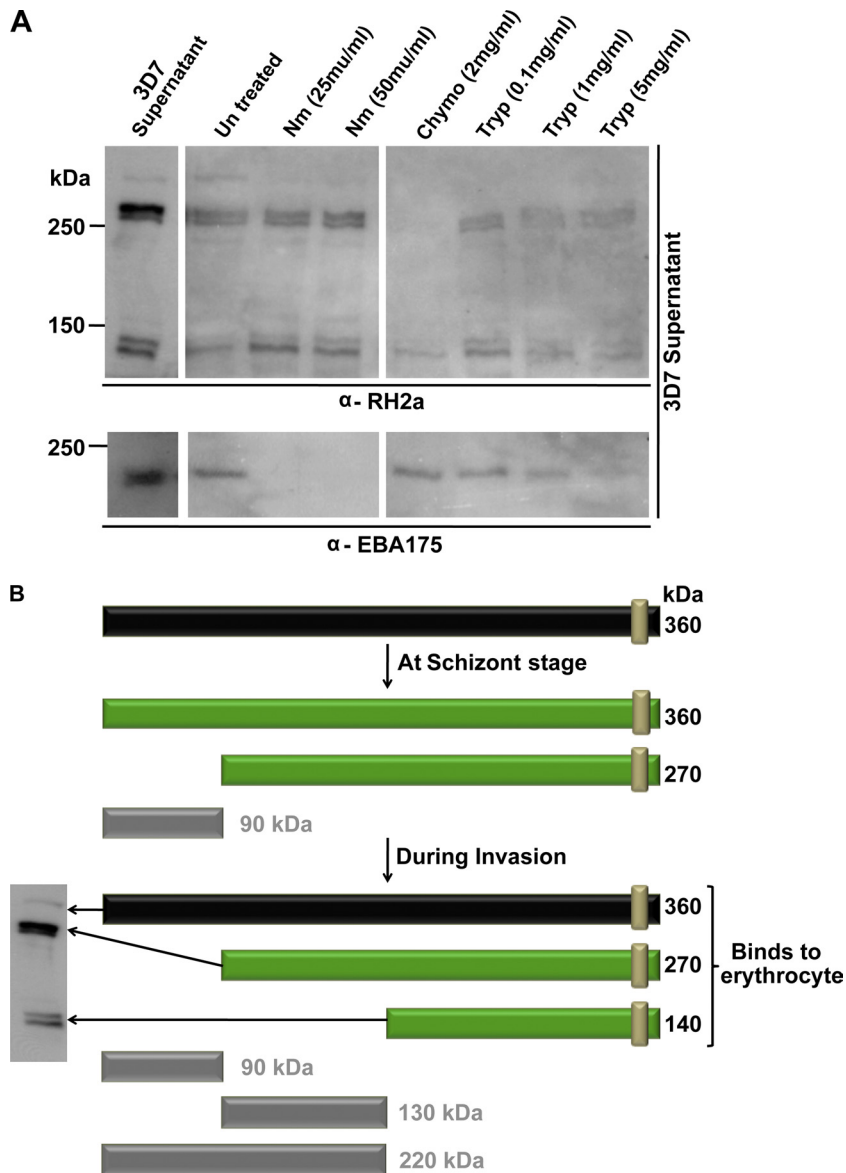 A
3D7
Supernatant
Un treated
Nm (25mu/ml)
Nm (50mu/ml)
Chymo (2mg/ml)
Tryp (0.1mg/ml)
Tryp (1mg/ml)
Tryp (5mg/ml)
kDa
250
150
α- RH2a
250
α- EBA175
3D7 Supernatant
B
kDa
360
At Schizont stage
360
270
90 kDa
During Invasion
360
270
140
Binds to
erythrocyte
90 kDa
130 kDa
220 kDa